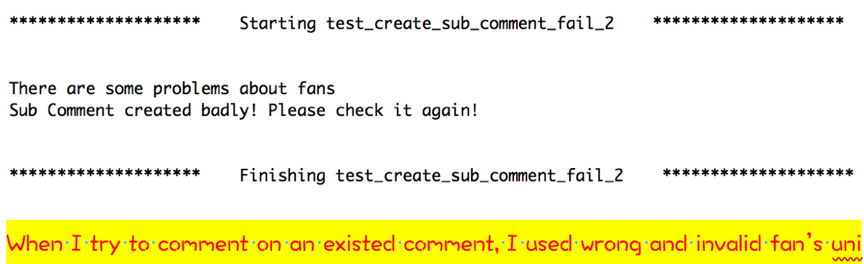 ******************** Starting test_create_sub_comment_fail_2 ********************
There are some problems about fans
Sub Comment created badly! Please check it again!
******************** Finishing test_create_sub_comment_fail_2 ********************
When I try to comment on an existed comment, I used wrong and invalid fan's uni